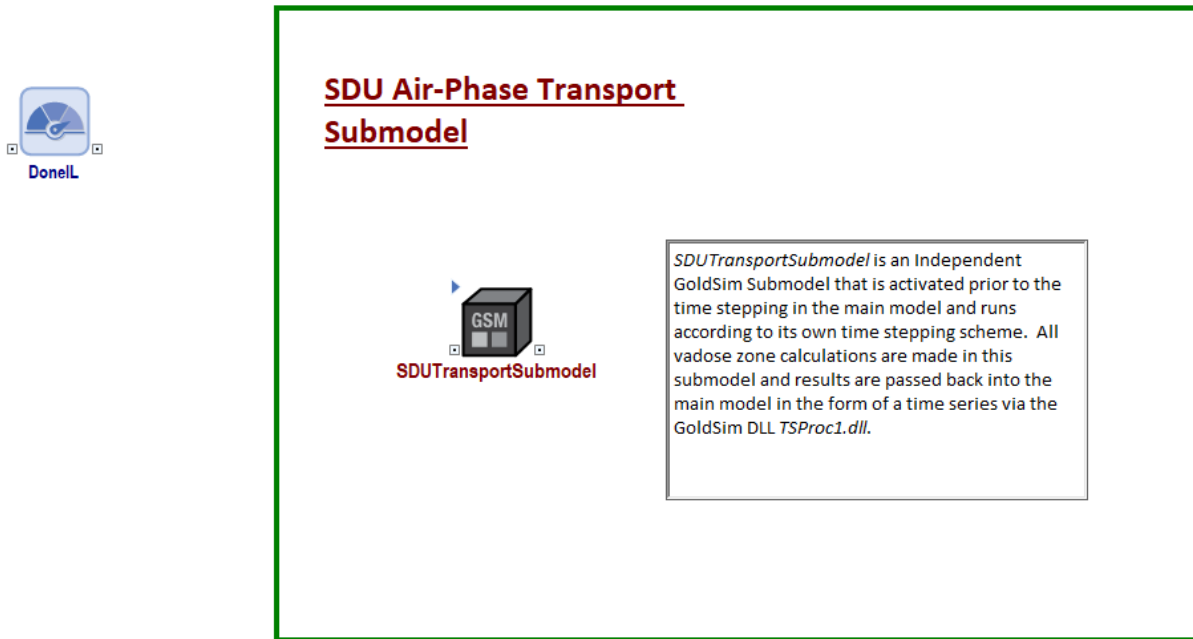 SDU Air-Phase Transport
Submodel
DoneIL
SDUTransportSubmodel is an Independent
GoldSim Submodel that is activated prior to the
time stepping in the main model and runs
according to its own time stepping scheme.  All
vadose zone calculations are made in this
submodel and results are passed back into the
main model in the form of a time series via the
GoldSim DLL TSProc1.dll.
GSM
SDUTransportSubmodel